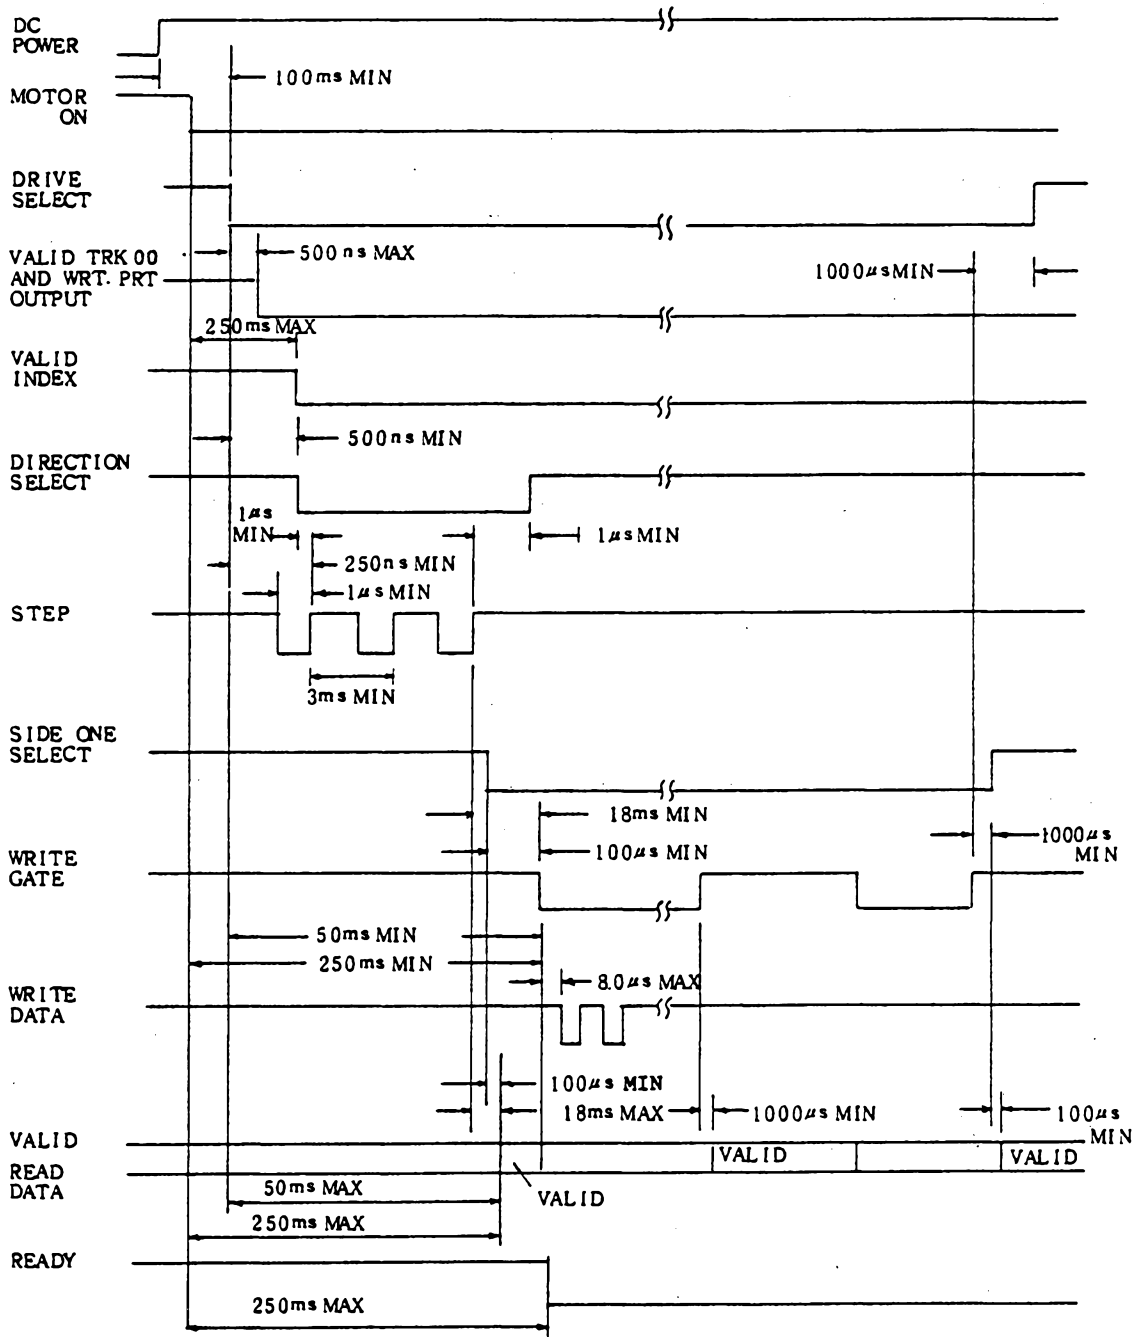 DC
POWER
100ms MIN
MOTOR
ON
DRIVE
SELECT
500ns MAX
VALID TRK 00
AND WRT. PRT
OUTPUT
1000µs MIN
250ms MAX
VALID
INDEX
500ns MIN
DIRECTION
SELECT
1µs
MIN
1µs MIN
250ns MIN
1µs MIN
STEP
3ms MIN
SIDE ONE
SELECT
18ms MIN
100µs MIN
1000µs
MIN
WRITE
GATE
50ms MIN
250ms MIN
8.0µs MAX
WRITE
DATA
100µs MIN
18ms MAX
1000µs MIN
100µs
MIN
VALID
READ
DATA
VALID
VALID
VALID
50ms MAX
250ms MAX
READY
250ms MAX